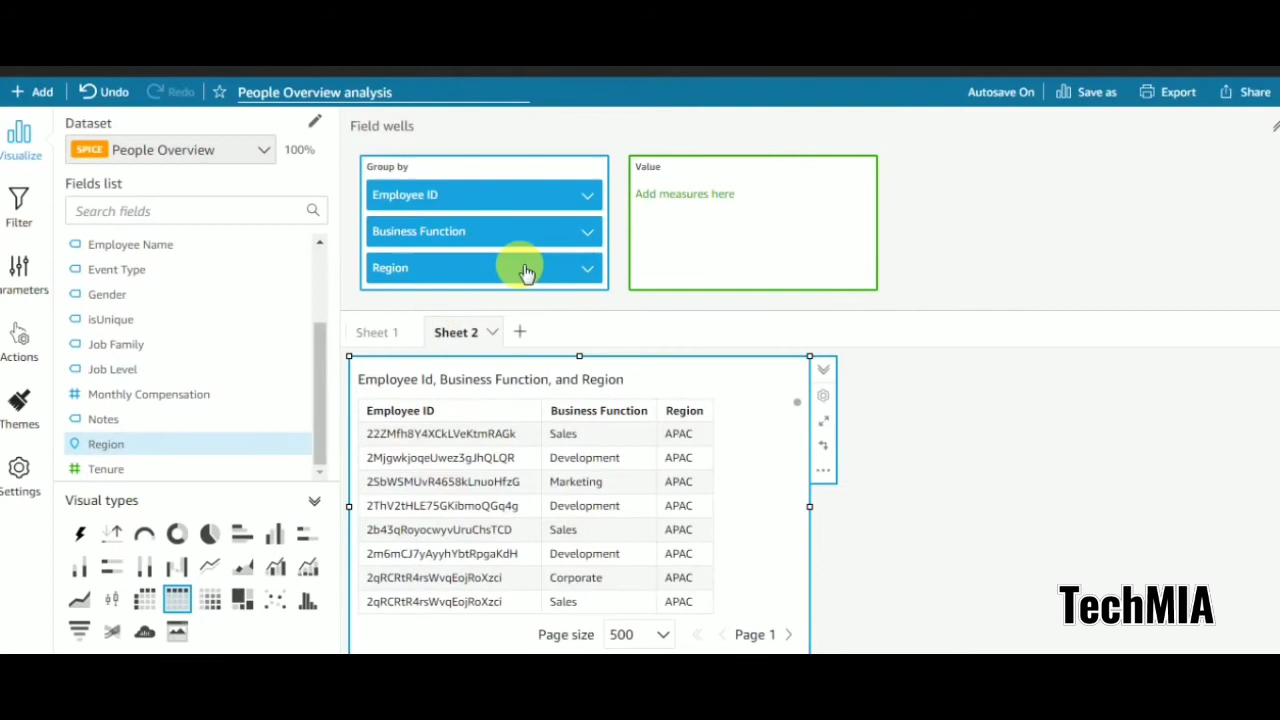 Add
Undo
Redo
People Overview analysis
Autosave On
Save as
Export
Share
Visualize
Filter
arameters
Actions
Themes
Settings
Dataset
SPICE
People Overview
100%
Fields list
Search fields
Employee Name
Event Type
Gender
isUnique
Job Family
Job Level
Monthly Compensation
Notes
Region
Tenure
Visual types
Field wells
Group by
Employee ID
Business Function
Region
Value
Add measures here
Sheet 1
Sheet 2
Employee Id, Business Function, and Region
Employee ID Business Function Region
22ZMfh8Y4XCkLVeKtmRAGk Sales APAC
2MjgwkjoqeUwez3gJhQLQR Development APAC
2SbWSMUvR4658kLnuoHfzG Marketing APAC
2ThV2tHLE75GKibmoQGq4g Development APAC
2b43qRoyocwyvUruChsTCD Sales APAC
2m6mCJ7yAyyhYbtRpgaKdH Development APAC
2qRCRtR4rsWvqEojRoXzci Corporate APAC
2qRCRtR4rsWvqEojRoXzci Sales APAC
Page size 500 Page 1
TechMIA